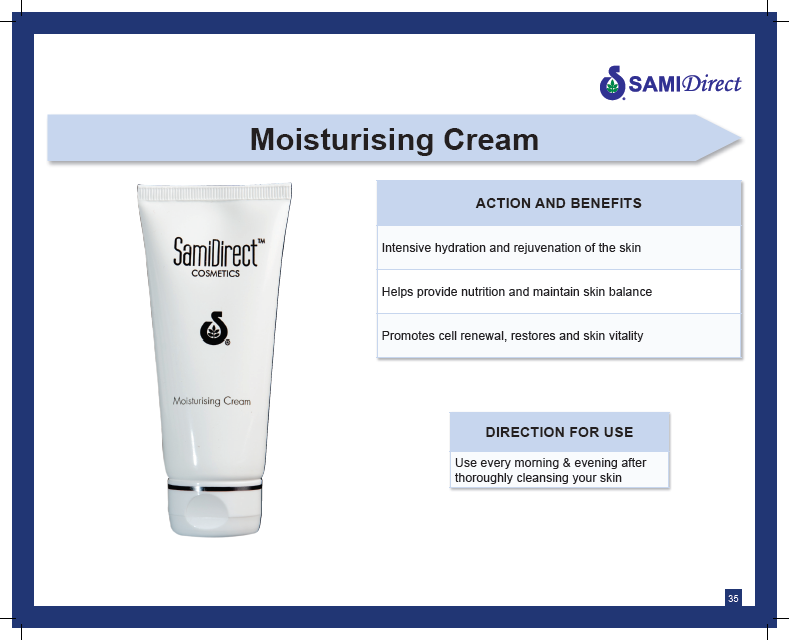 SAMIDirect
Moisturising Cream
SamiDirect™
COSMETICS
®
Moisturising Cream
ACTION AND BENEFITS
Intensive hydration and rejuvenation of the skin
Helps provide nutrition and maintain skin balance
Promotes cell renewal, restores and skin vitality
DIRECTION FOR USE
Use every morning & evening after
thoroughly cleansing your skin
35